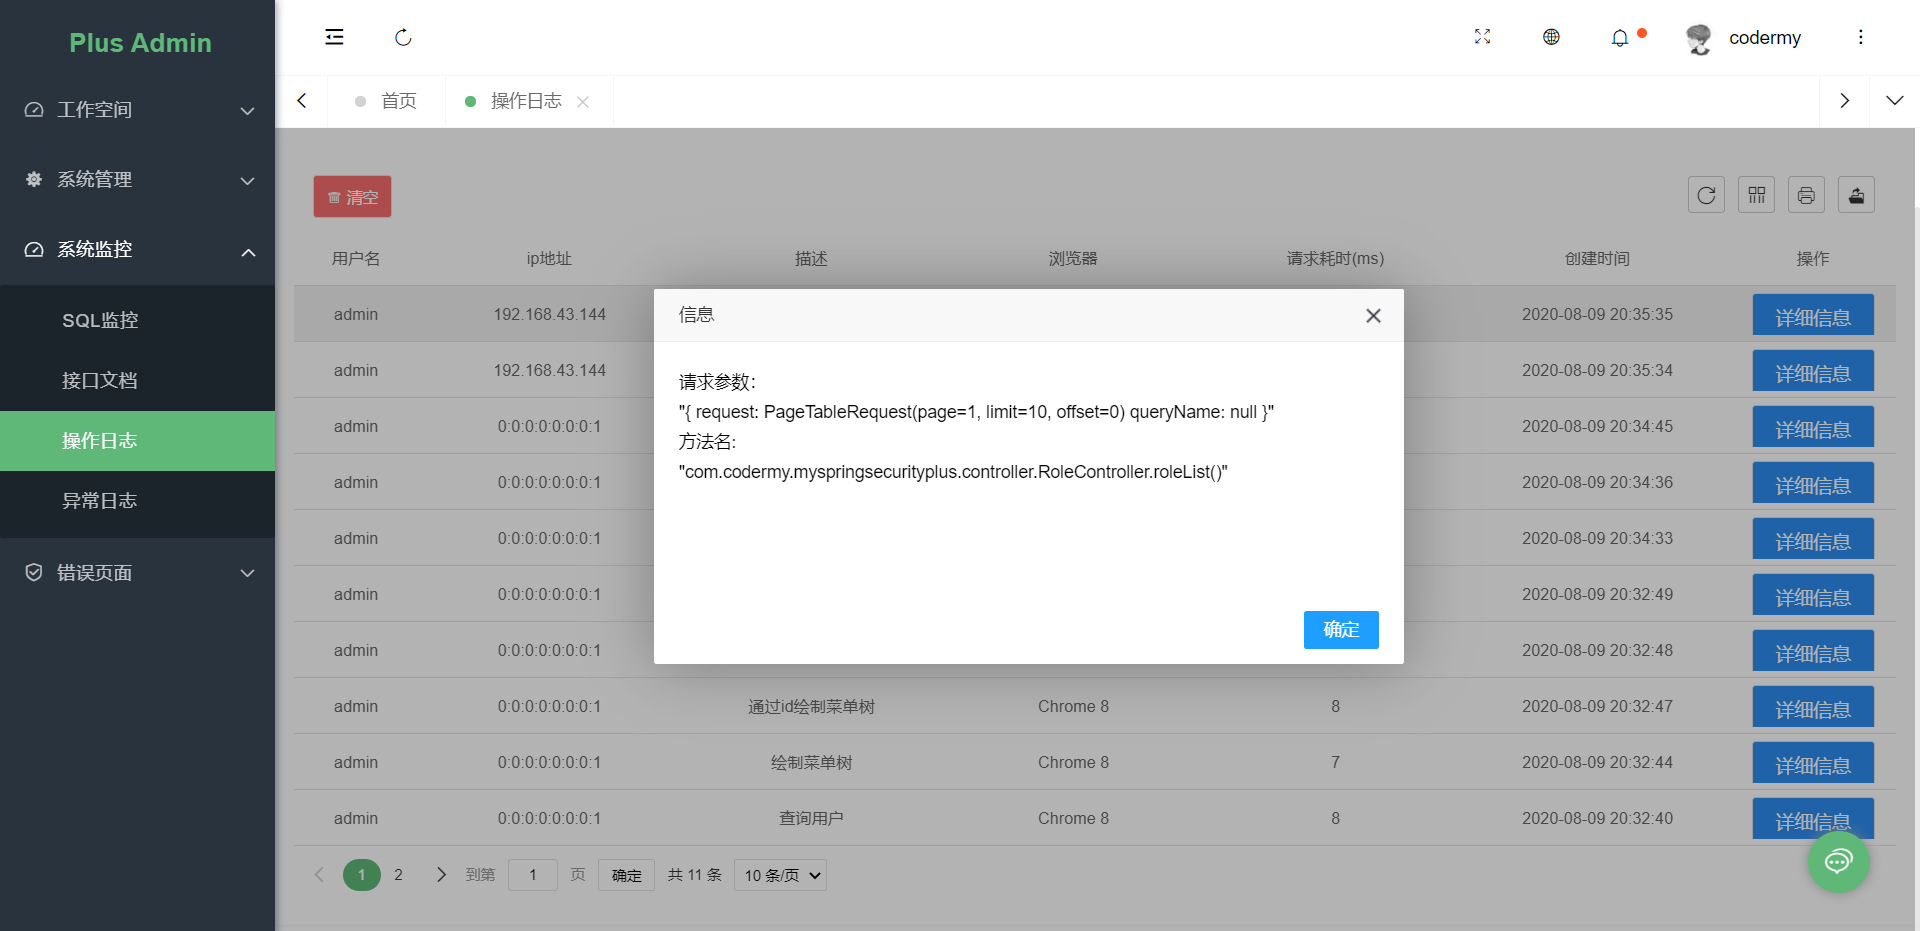 Plus Admin
codermy
工作空间
系统管理
系统监控
SQL监控
接口文档
操作日志
异常日志
错误页面
首页
操作日志
清空
用户名 ip地址 描述 浏览器 请求耗时(ms) 创建时间 操作
admin 192.168.43.144 2020-08-09 20:35:35 详细信息
admin 192.168.43.144 2020-08-09 20:35:34 详细信息
admin 0:0:0:0:0:0:0:1 2020-08-09 20:34:45 详细信息
admin 0:0:0:0:0:0:0:1 2020-08-09 20:34:36 详细信息
admin 0:0:0:0:0:0:0:1 2020-08-09 20:34:33 详细信息
admin 0:0:0:0:0:0:0:1 2020-08-09 20:32:49 详细信息
admin 0:0:0:0:0:0:0:1 2020-08-09 20:32:48 详细信息
admin 0:0:0:0:0:0:0:1 通过id绘制菜单树 Chrome 8 8 2020-08-09 20:32:47 详细信息
admin 0:0:0:0:0:0:0:1 绘制菜单树 Chrome 8 7 2020-08-09 20:32:44 详细信息
admin 0:0:0:0:0:0:0:1 查询用户 Chrome 8 8 2020-08-09 20:32:40 详细信息
1 2 到第 1 页 确定 共 11 条 10 条/页
信息
请求参数:
"{ request: PageTableRequest(page=1, limit=10, offset=0) queryName: null }"
方法名:
"com.codermy.myspringsecurityplus.controller.RoleController.roleList()"
确定